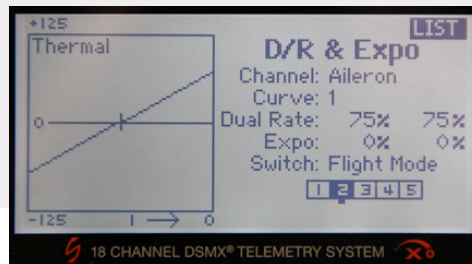 +125
LIST
Thermal
D/R & Expo
Channel: Aileron
Curve: 1
Dual Rate: 75% 75%
0
Expo: 0% 0%
Switch: Flight Mode
1 2 3 4 5
-125 1 → 0
18 CHANNEL DSMX® TELEMETRY SYSTEM